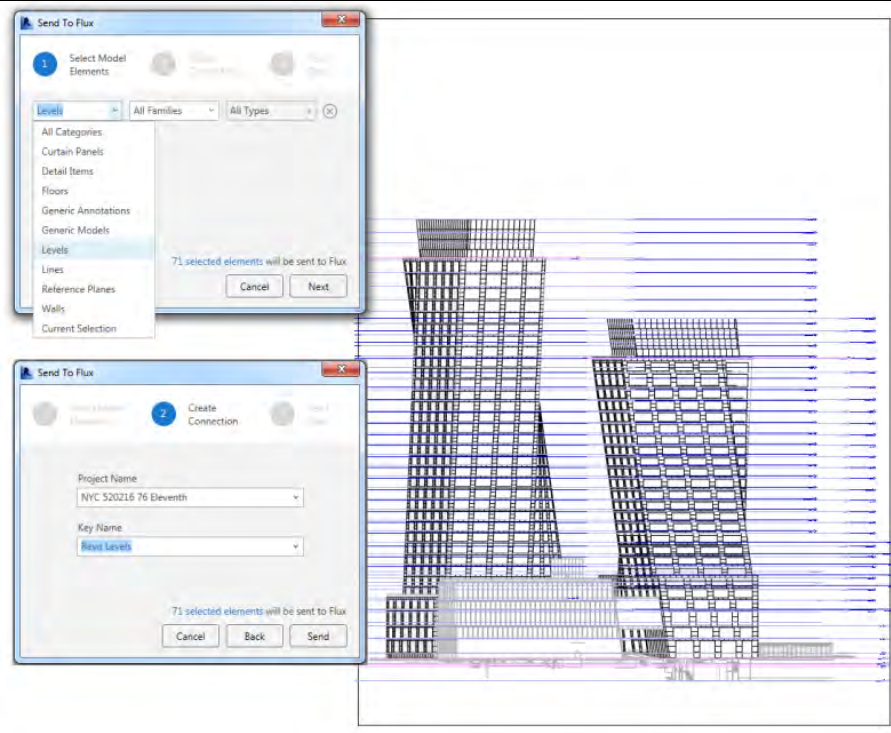 Send To Flux
1
Select Model
Elements
Levels
All Families
All Types
All Categories
Curtain Panels
Detail Items
Floors
Generic Annotations
Generic Models
Levels
Lines
Reference Planes
Walls
Current Selection
71 selected elements will be sent to Flux
Cancel
Next
Send To Flux
2
Create
Connection
Project Name
NYC 520216 76 Eleventh
Key Name
Levels
71 selected elements will be sent to Flux
Cancel
Back
Send